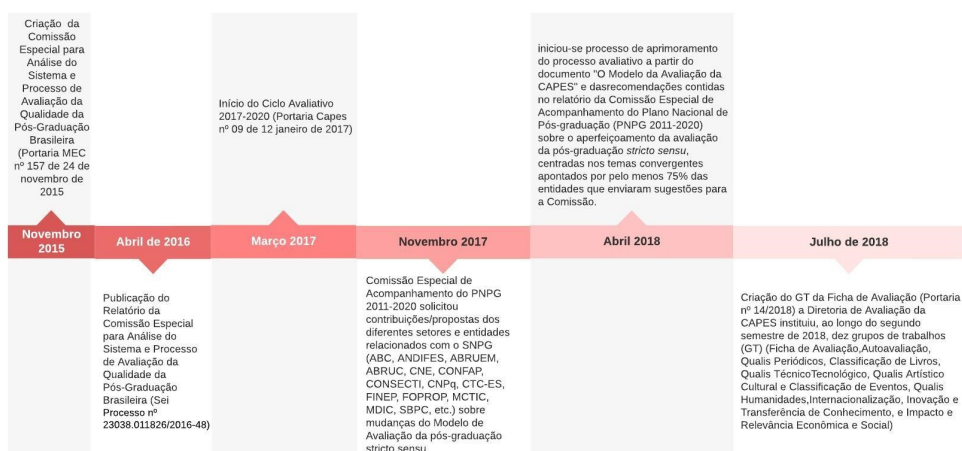 Criação da
Comissão
Especial para
Análise do
Sistema e
Processo de
Avaliação da
Qualidade da
Pós-Graduação
Brasileira
(Portaria MEC
nº 157 de 24 de
novembro de
2015
Novembro
2015
Abril de 2016
Publicação do
Relatório da
Comissão Especial
para Análise do
Sistema e Processo
de Avaliação da
Qualidade da
Pós-Graduação
Brasileira (Sei
Processo nº
23038.011826/2016-48)
Início do Ciclo Avaliativo
2017-2020 (Portaria Capes
nº 09 de 12 janeiro de 2017)
Março 2017
Novembro 2017
Comissão Especial de
Acompanhamento do PNPG
2011-2020 solicitou
contribuições/propostas dos
diferentes setores e entidades
relacionados com o SNPG
(ABC, ANDIFES, ABRUEM,
ABRUC, CNE, CONFAP,
CONSECTI, CNPq, CTC-ES,
FINEP, FOPROP, MCTIC,
MDIC, SBPC, etc.) sobre
mudanças do Modelo de
Avaliação da pós-graduação
stricto sensu
iniciou-se processo de aprimoramento
do processo avaliativo a partir do
documento "O Modelo da Avaliação da
CAPES" e dasrecomendações contidas
no relatório da Comissão Especial de
Acompanhamento do Plano Nacional de
Pós-graduação (PNPG 2011-2020)
sobre o aperfeiçoamento da avaliação
da pós-graduação stricto sensu,
centradas nos temas convergentes
apontados por pelo menos 75% das
entidades que enviaram sugestões para
a Comissão.
Abril 2018
Julho de 2018
Criação do GT da Ficha de Avaliação (Portaria
nº 14/2018) a Diretoria de Avaliação da
CAPES instituiu, ao longo do segundo
semestre de 2018, dez grupos de trabalhos
(GT) (Ficha de Avaliação,Autoavaliação,
Qualis Periódicos, Classificação de Livros,
Qualis TécnicoTecnológico, Qualis Artístico
Cultural e Classificação de Eventos, Qualis
Humanidades,Internacionalização, Inovação e
Transferência de Conhecimento, e Impacto e
Relevância Econômica e Social)